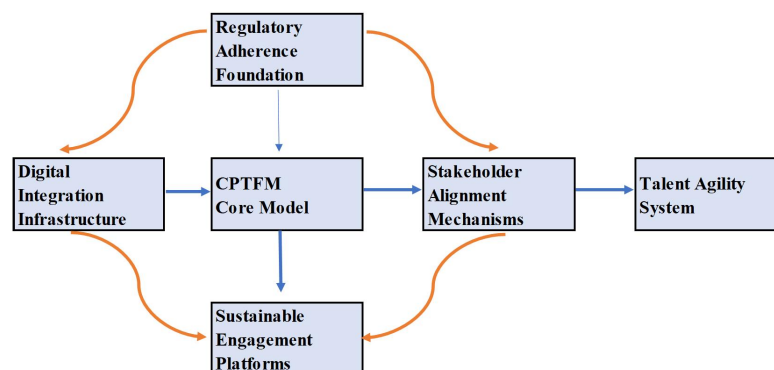 Regulatory
Adherence
Foundation
Digital
Integration
Infrastructure
CPTFM
Core Model
Stakeholder
Alignment
Mechanisms
Talent Agility
System
Sustainable
Engagement
Platforms